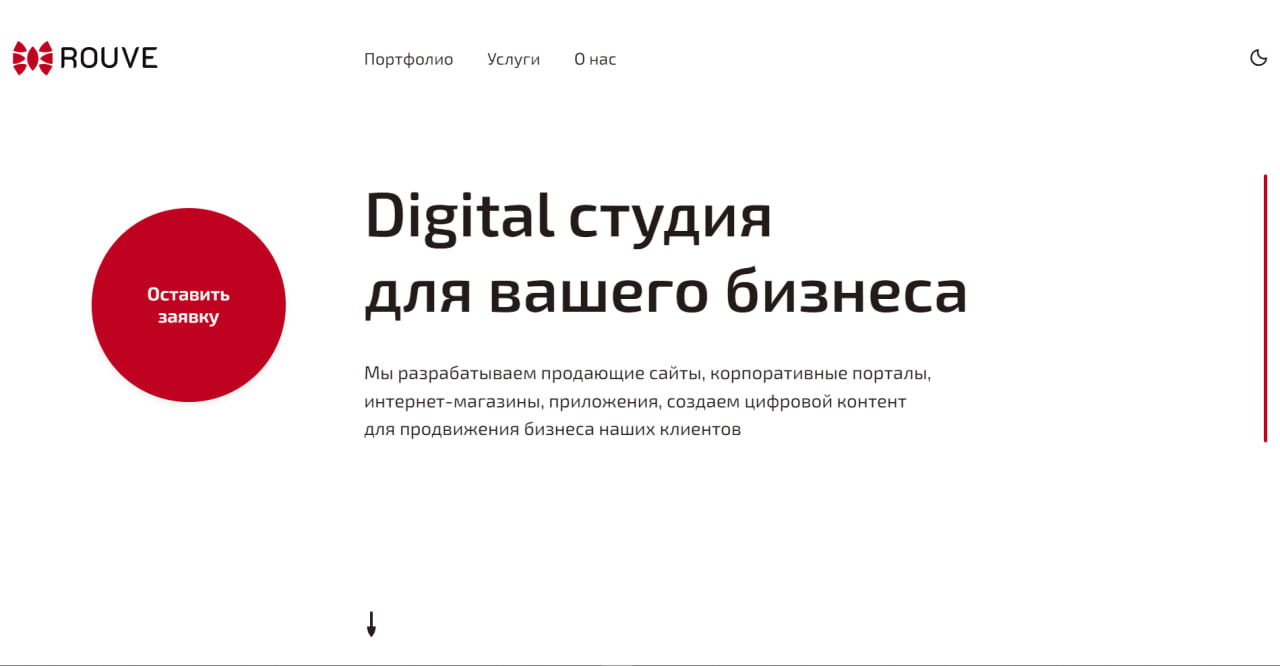 ROUVE
Портфолио
Услуги
О нас
Digital студия
для вашего бизнеса
Оставить
заявку
Мы разрабатываем продающие сайты, корпоративные порталы,
интернет-магазины, приложения, создаем цифровой контент
для продвижения бизнеса наших клиентов